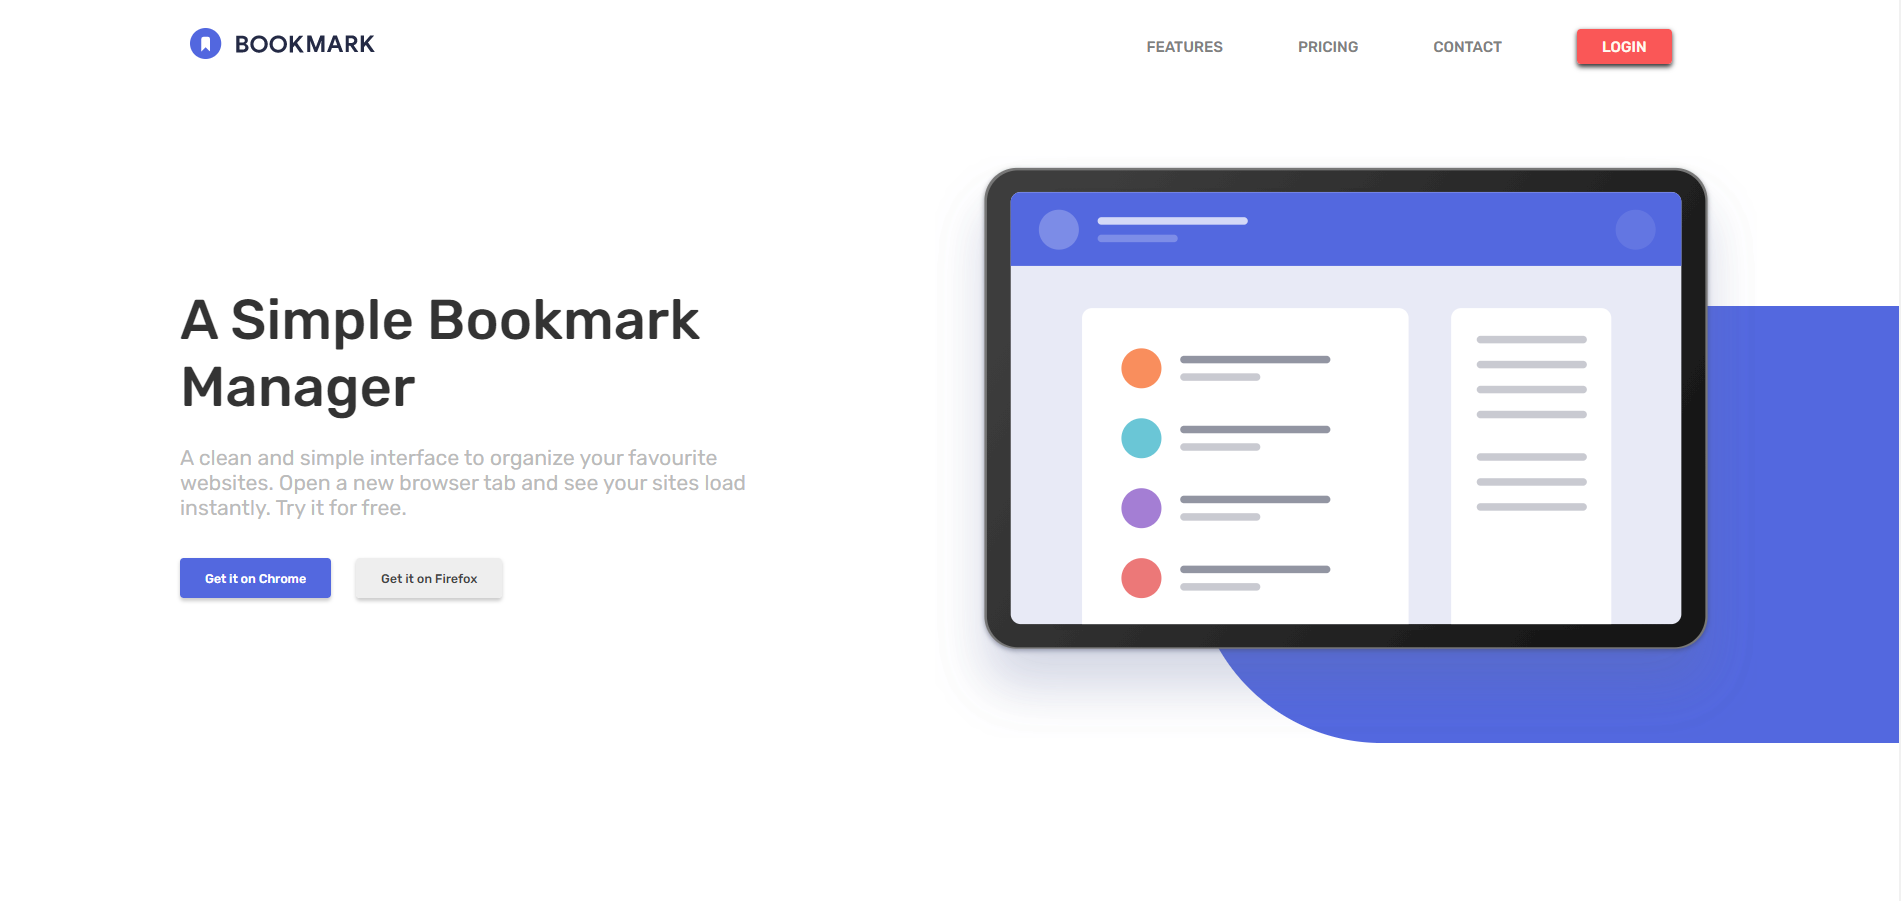 BOOKMARK
FEATURES
PRICING
CONTACT
LOGIN
A Simple Bookmark
Manager
A clean and simple interface to organize your favourite
websites. Open a new browser tab and see your sites load
instantly. Try it for free.
Get it on Chrome
Get it on Firefox